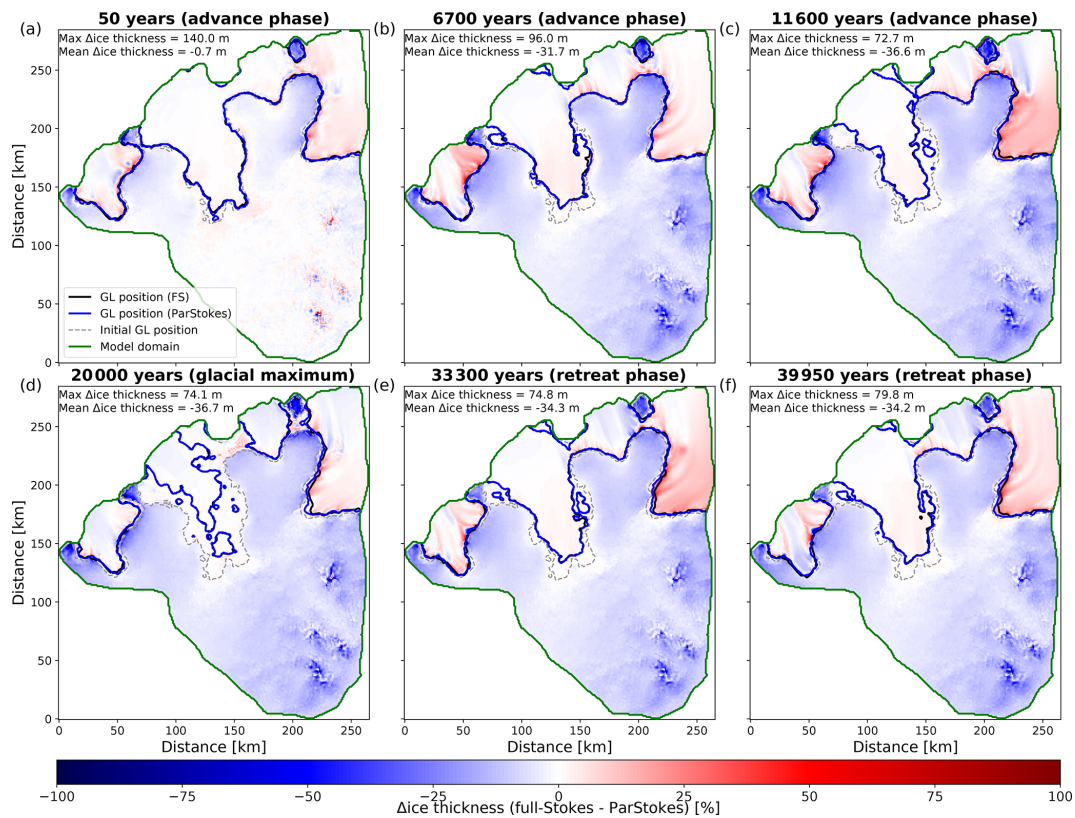 (a)
50 years (advance phase)
Max Δice thickness = 140.0 m
Mean Δice thickness = -0.7 m
(b)
6700 years (advance phase)
Max Δice thickness = 96.0 m
Mean Δice thickness = -31.7 m
(c)
11600 years (advance phase)
Max Δice thickness = 72.7 m
Mean Δice thickness = -36.6 m
250
200
150
100
50
0
Distance [km]
GL position (FS)
GL position (ParStokes)
Initial GL position
Model domain
(d)
20000 years (glacial maximum)
Max Δice thickness = 74.1 m
Mean Δice thickness = -36.7 m
(e)
33300 years (retreat phase)
Max Δice thickness = 74.8 m
Mean Δice thickness = -34.3 m
(f)
39950 years (retreat phase)
Max Δice thickness = 79.8 m
Mean Δice thickness = -34.2 m
250
200
150
100
50
0
Distance [km]
0 50 100 150 200 250
0 50 100 150 200 250
0 50 100 150 200 250
Distance [km]
Distance [km]
Distance [km]
−100 −75 −50 −25 0 25 50 75 100
Δice thickness (full-Stokes - ParStokes) [%]